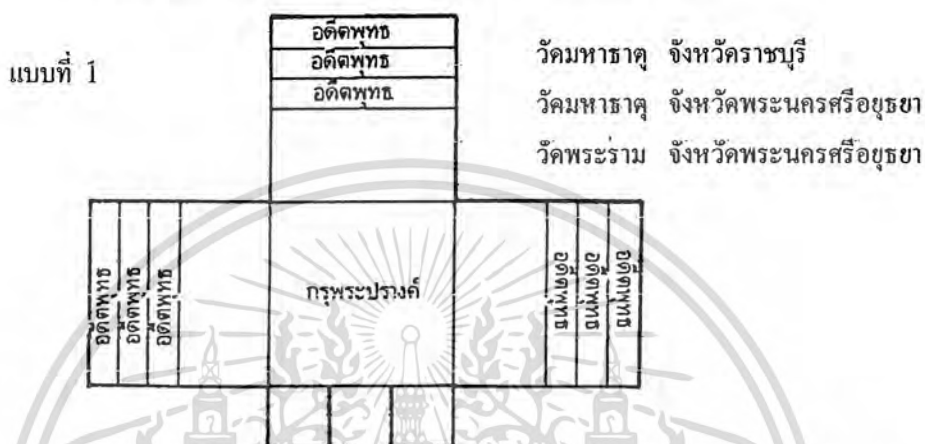 แบบที่ 1
อดีตพุทธ
อดีตพุทธ
อดีตพุทธ
วัดมหาธาตุ จังหวัดราชบุรี
วัดมหาธาตุ จังหวัดพระนครศรีอยุธยา
วัดพระราม จังหวัดพระนครศรีอยุธยา
อดีตพุทธ
อดีตพุทธ
อดีตพุทธ
กรุพระปรางค์
อดีตพุทธ
อดีตพุทธ
อดีตพุทธ